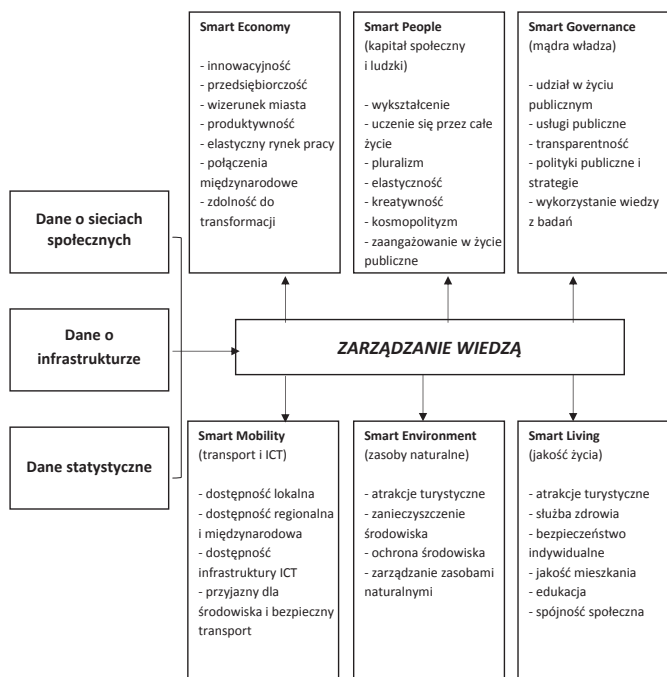 Smart Economy
- innowacyjność
- przedsiębiorczość
- wizerunek miasta
- produktywność
- elastyczny rynek pracy
- połączenia
międzynarodowe
- zdolność do
transformacji
Smart People
(kapitał społeczny
i ludzki)
- wykształcenie
- uczenie się przez całe
życie
- pluralizm
- elastyczność
- kreatywność
- kosmopolityzm
- zaangażowanie w życie
publiczne
Smart Governance
(mądra władza)
- udział w życiu
publicznym
- usługi publiczne
- transparentność
- polityki publiczne i
strategie
- wykorzystanie wiedzy
z badań
Dane o sieciach
społecznych
Dane o
infrastrukturze
Dane statystyczne
ZARZĄDZANIE WIEDZĄ
Smart Mobility
(transport i ICT)
- dostępność lokalna
- dostępność regionalna
i międzynarodowa
- dostępność
infrastruktury ICT
- przyjazny dla
środowiska i bezpieczny
transport
Smart Environment
(zasoby naturalne)
- atrakcje turystyczne
- zanieczyszczenie
środowiska
- ochrona środowiska
- zarządzanie zasobami
naturalnymi
Smart Living
(jakość życia)
- atrakcje turystyczne
- służba zdrowia
- bezpieczeństwo
indywidualne
- jakość mieszkania
- edukacja
- spójność społeczna